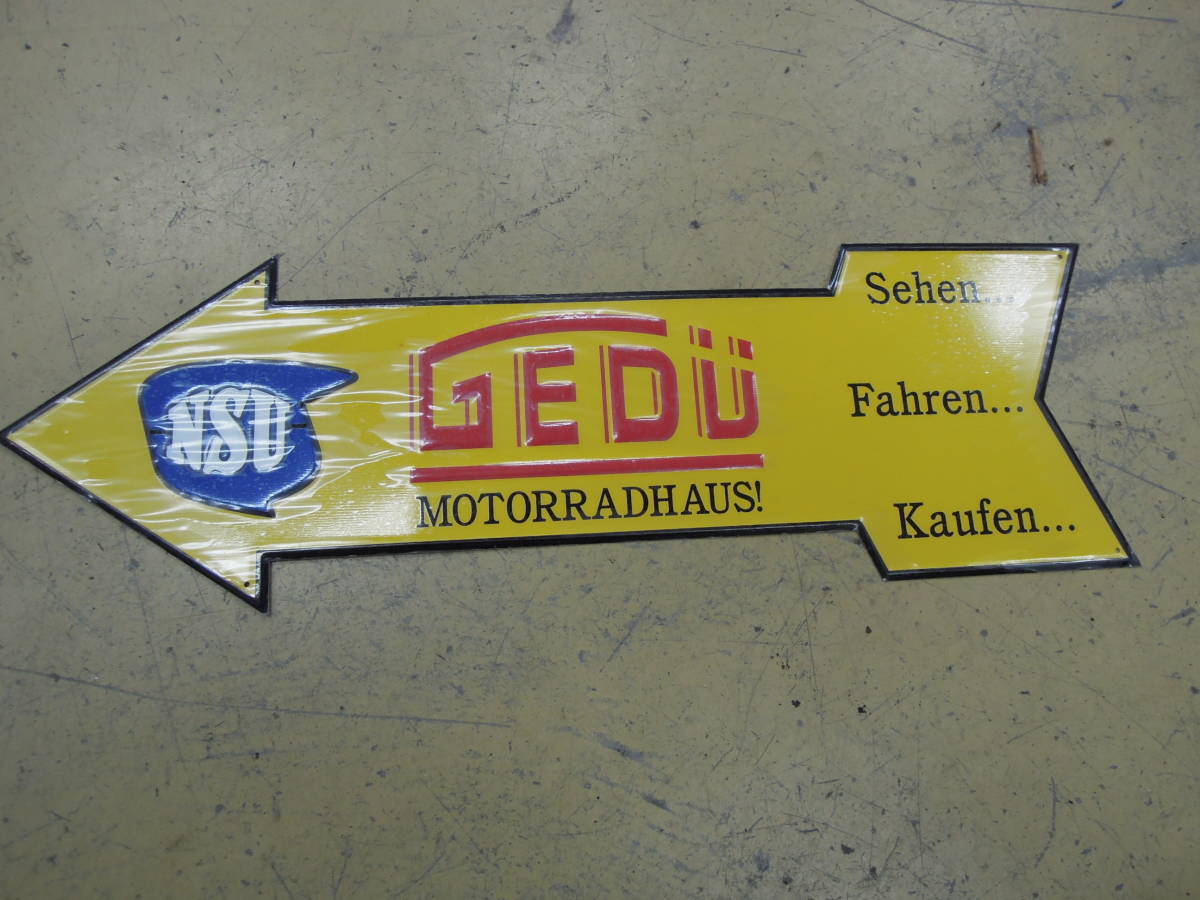 NSU
GEDÜ
MOTORRADHAUS!
Sehen...
Fahren...
Kaufen...